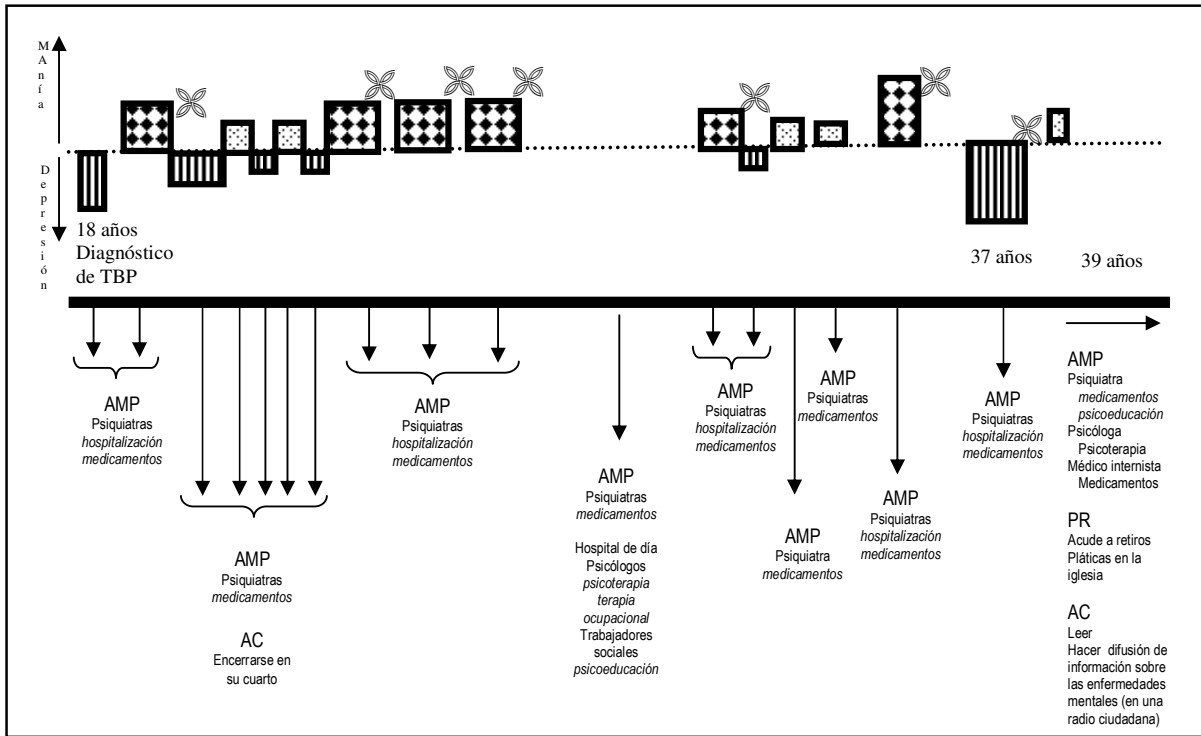 MAnía
Depresión
18 años
Diagnóstico
de TBP
37 años
39 años
AMP
Psiquiatras
hospitalización
medicamentos
AMP
Psiquiatras
medicamentos
AC
Encerrarse en
su cuarto
AMP
Psiquiatras
hospitalización
medicamentos
AMP
Psiquiatras
medicamentos
Hospital de día
Psicólogos
psicoterapia
terapia
ocupacional
Trabajadores
sociales
psicoeducación
AMP
Psiquiatras
hospitalización
medicamentos
AMP
Psiquiatra
medicamentos
AMP
Psiquiatras
medicamentos
AMP
Psiquiatras
hospitalización
medicamentos
AMP
Psiquiatras
hospitalización
medicamentos
AMP
Psiquiatra
medicamentos
psicoeducación
Psicóloga
Psicoterapia
Médico internista
Medicamentos
PR
Acude a retiros
Pláticas en la
iglesia
AC
Leer
Hacer difusión de
información sobre
las enfermedades
mentales (en una
radio ciudadana)